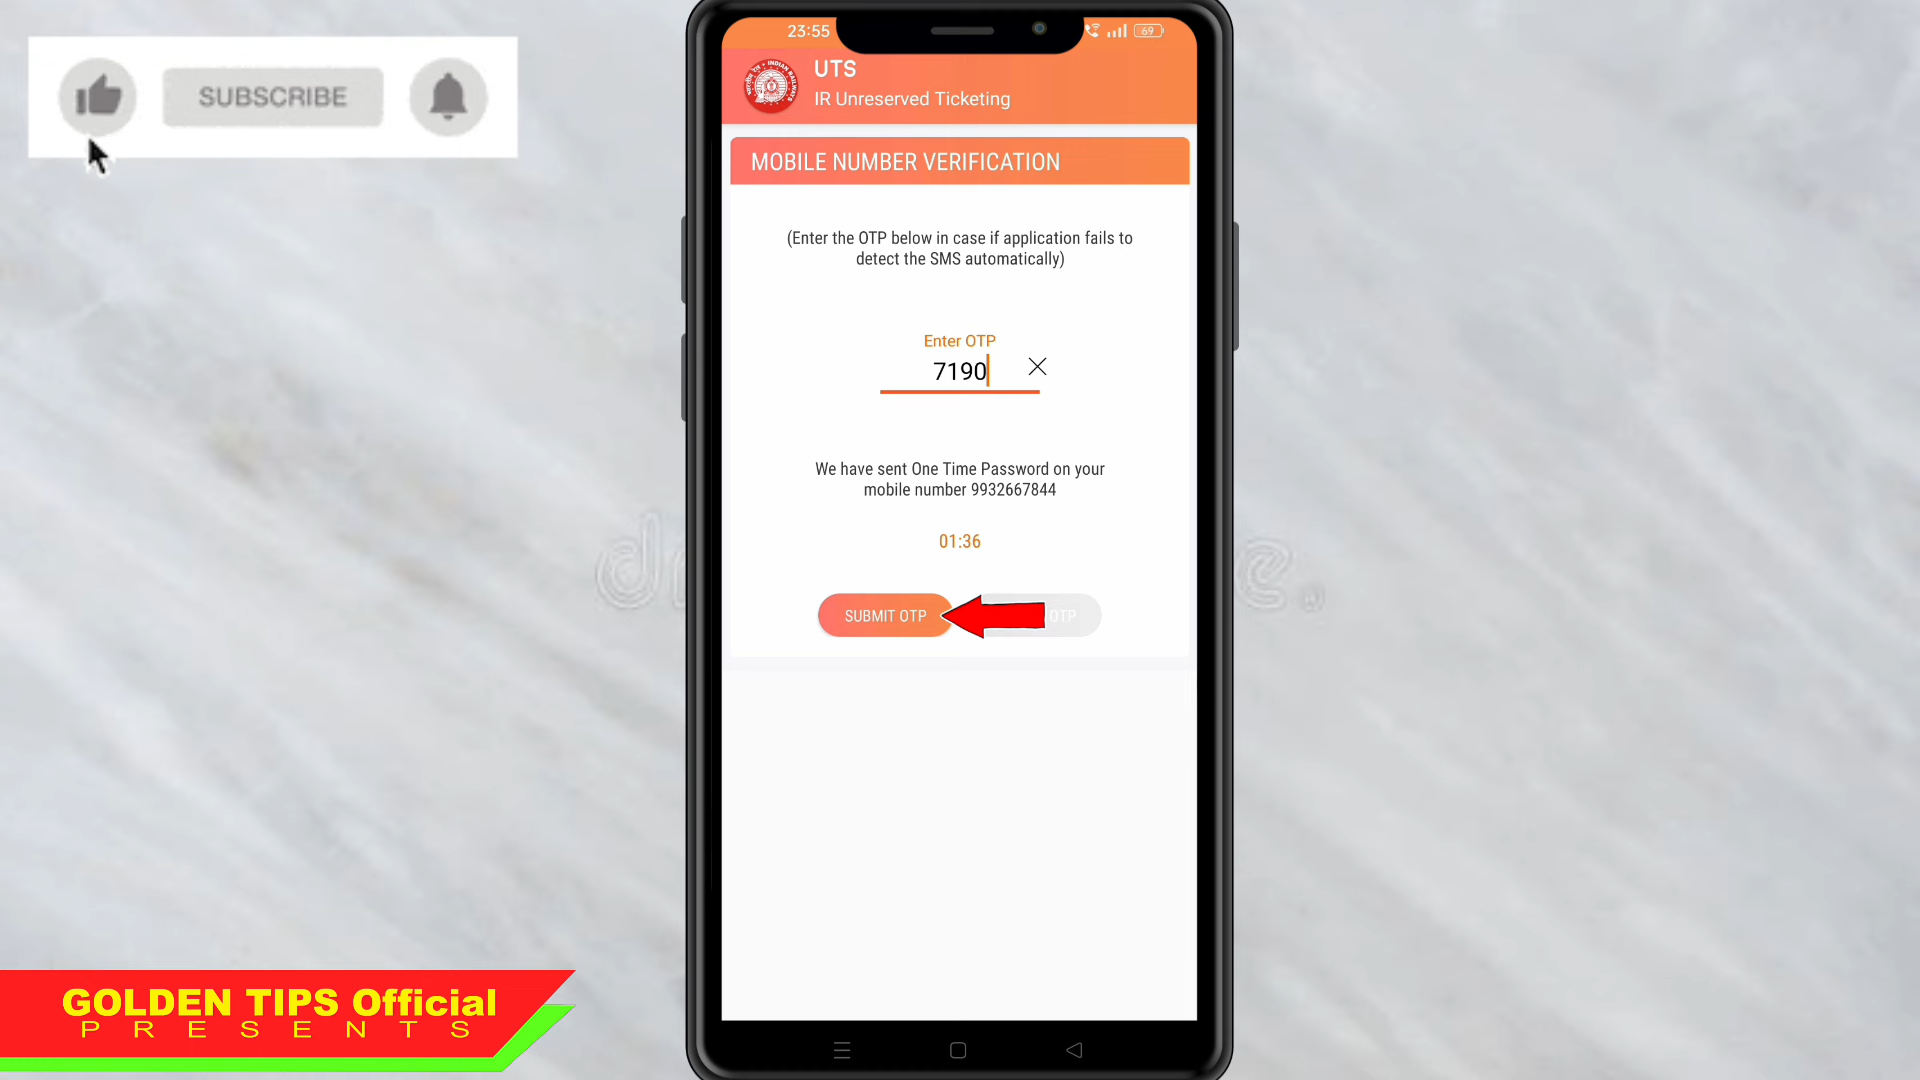 SUBSCRIBE
23:55
69
UTS
IR Unreserved Ticketing
MOBILE NUMBER VERIFICATION
(Enter the OTP below in case if application fails to
detect the SMS automatically)
Enter OTP
7190
We have sent One Time Password on your
mobile number 9932667844
01:36
SUBMIT OTP
OTP
GOLDEN TIPS Official
PRESENTS